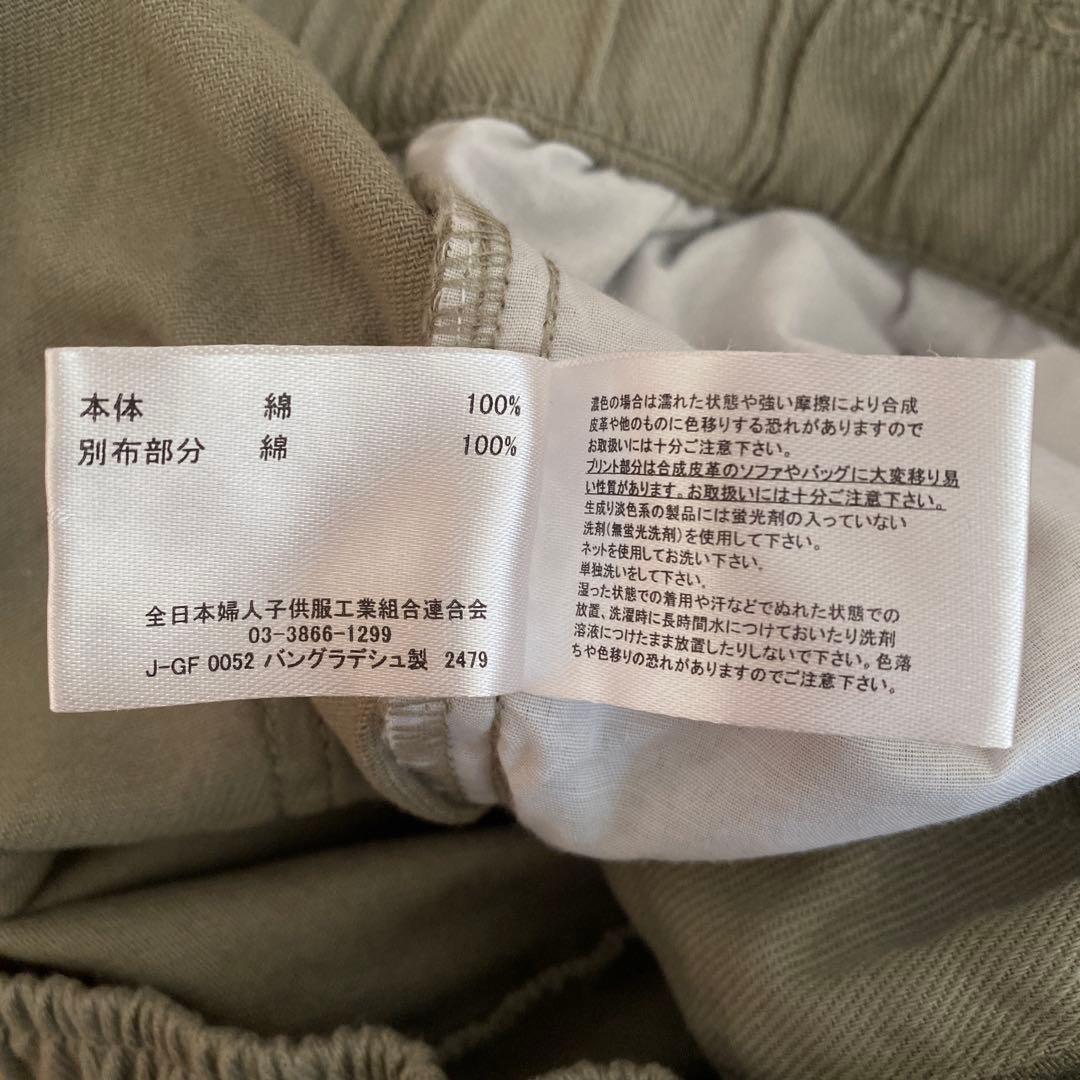 本体 綿 100%
別布部分 綿 100%
全日本婦人子供服工業組合連合会
03-3866-1299
J-GF 0052 バングラデシュ製 2479
濃色の場合は濡れた状態や強い摩擦により合成
皮革や他のものに色移りする恐れがありますので
お取扱いには十分ご注意下さい。
プリント部分は合成皮革のソファやバッグに大変移り易
い性質があります。お取扱いには十分ご注意下さい。
生成り淡色系の製品には蛍光剤の入っていない
洗剤(無蛍光洗剤)を使用して下さい。
ネットを使用してお洗い下さい。
単独洗いをして下さい。
湿った状態での着用や汗などでぬれた状態での
放置、洗濯時に長時間水につけておいたり洗剤
溶液につけたまま放置したりしないで下さい。色落
ちや色移りの恐れがありますのでご注意下さい。